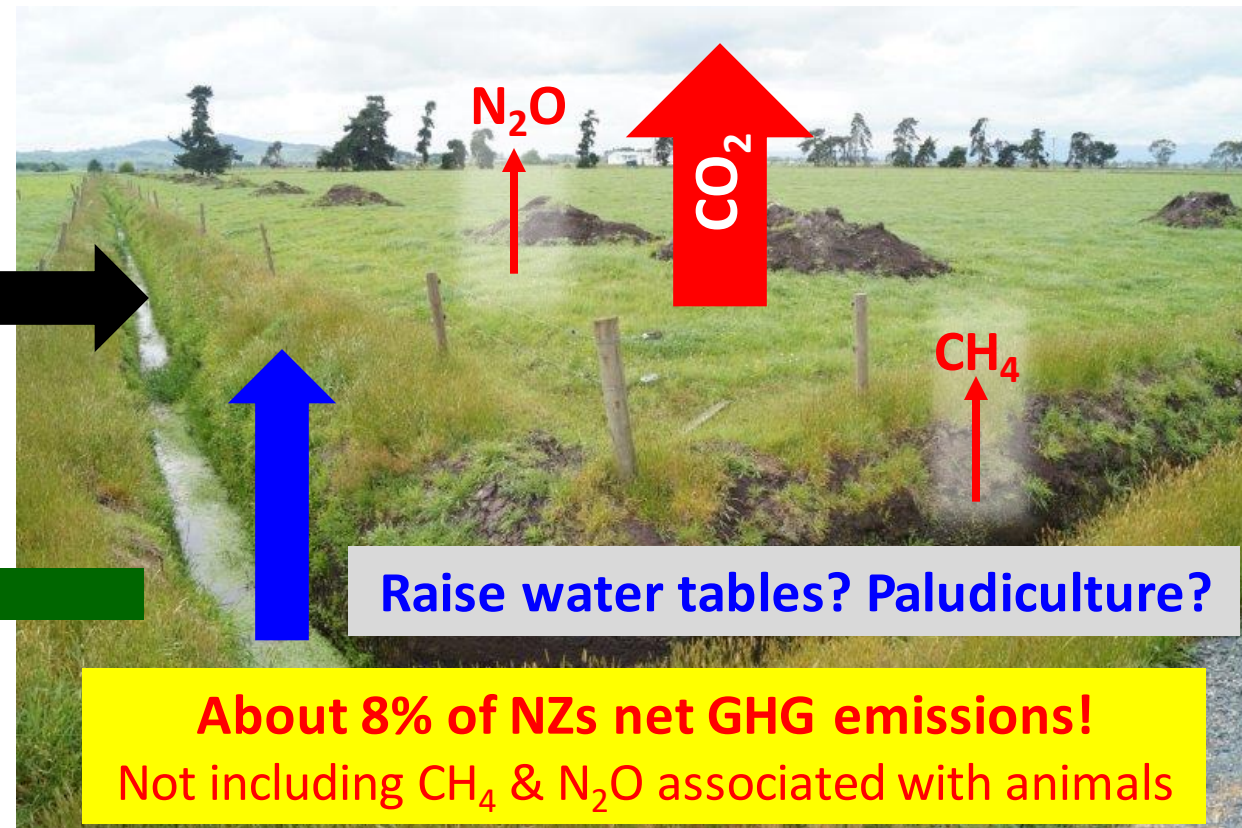 N₂O
CO₂
CH₄
Raise water tables? Paludiculture?
About 8% of NZs net GHG emissions!
Not including CH₄ & N₂O associated with animals